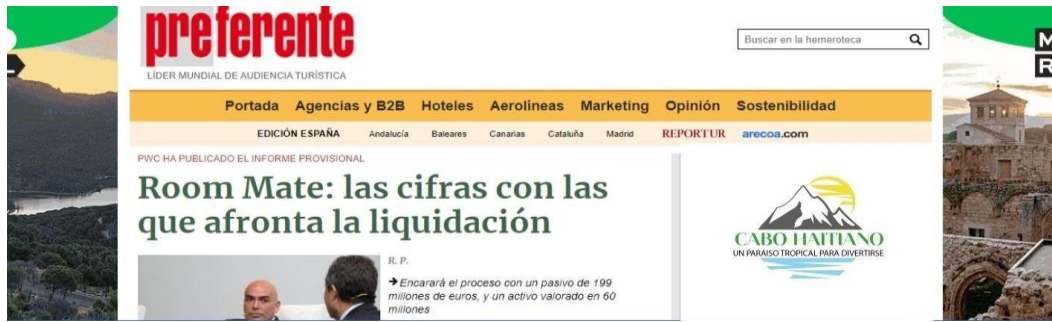 preferente
LÍDER MUNDIAL DE AUDIENCIA TURÍSTICA
Buscar en la hemeroteca
Portada Agencias y B2B Hoteles Aerolíneas Marketing Opinión Sostenibilidad
EDICIÓN ESPAÑA Andalucía Baleares Canarias Cataluña Madrid REPORTUR arecoa.com
PWC HA PUBLICADO EL INFORME PROVISIONAL
Room Mate: las cifras con las
que afronta la liquidación
R. P.
➔Encarará el proceso con un pasivo de 199
millones de euros, y un activo valorado en 60
millones
CABO HAITIANO
UN PARAISO TROPICAL PARA DIVERTIRSE